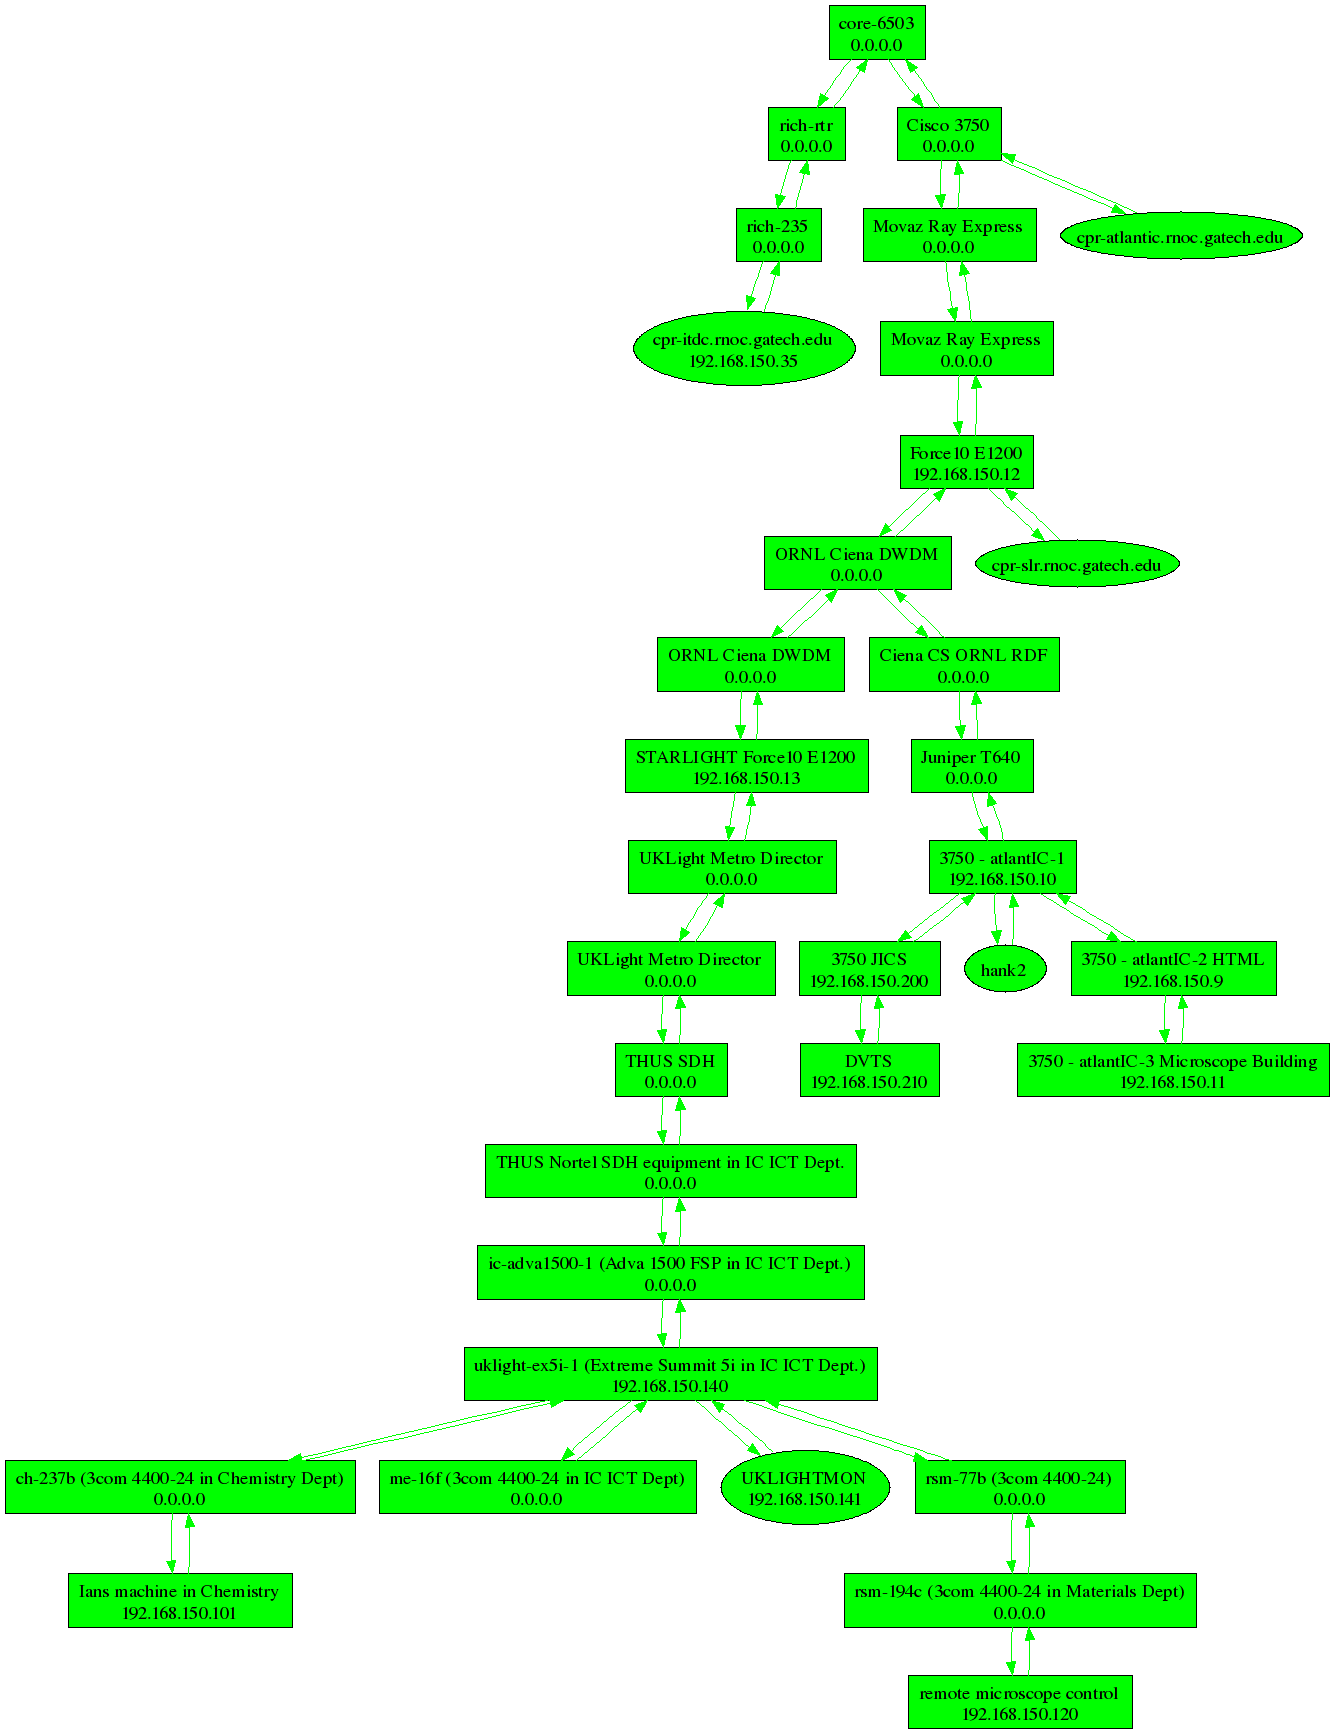 core-6503
0.0.0.0
rich-rtr
0.0.0.0
Cisco 3750
0.0.0.0
rich-235
0.0.0.0
Movaz Ray Express
0.0.0.0
cpr-atlantic.rnoc.gatech.edu
cpr-itdc.rnoc.gatech.edu
192.168.150.35
Movaz Ray Express
0.0.0.0
Force10 E1200
192.168.150.12
ORNL Ciena DWDM
0.0.0.0
cpr-slr.rnoc.gatech.edu
ORNL Ciena DWDM
0.0.0.0
Ciena CS ORNL RDF
0.0.0.0
STARLIGHT Force10 E1200
192.168.150.13
Juniper T640
0.0.0.0
UKLight Metro Director
0.0.0.0
3750 - atlantIC-1
192.168.150.10
UKLight Metro Director
0.0.0.0
3750 JICS
192.168.150.200
hank2
3750 - atlantIC-2 HTML
192.168.150.9
THUS SDH
0.0.0.0
DVTS
192.168.150.210
3750 - atlantIC-3 Microscope Building
192.168.150.11
THUS Nortel SDH equipment in IC ICT Dept.
0.0.0.0
ic-adva1500-1 (Adva 1500 FSP in IC ICT Dept.)
0.0.0.0
uklight-ex5i-1 (Extreme Summit 5i in IC ICT Dept.)
192.168.150.140
ch-237b (3com 4400-24 in Chemistry Dept)
0.0.0.0
me-16f (3com 4400-24 in IC ICT Dept)
0.0.0.0
UKLIGHTMON
192.168.150.141
rsm-77b (3com 4400-24)
0.0.0.0
Ians machine in Chemistry
192.168.150.101
rsm-194c (3com 4400-24 in Materials Dept)
0.0.0.0
remote microscope control
192.168.150.120